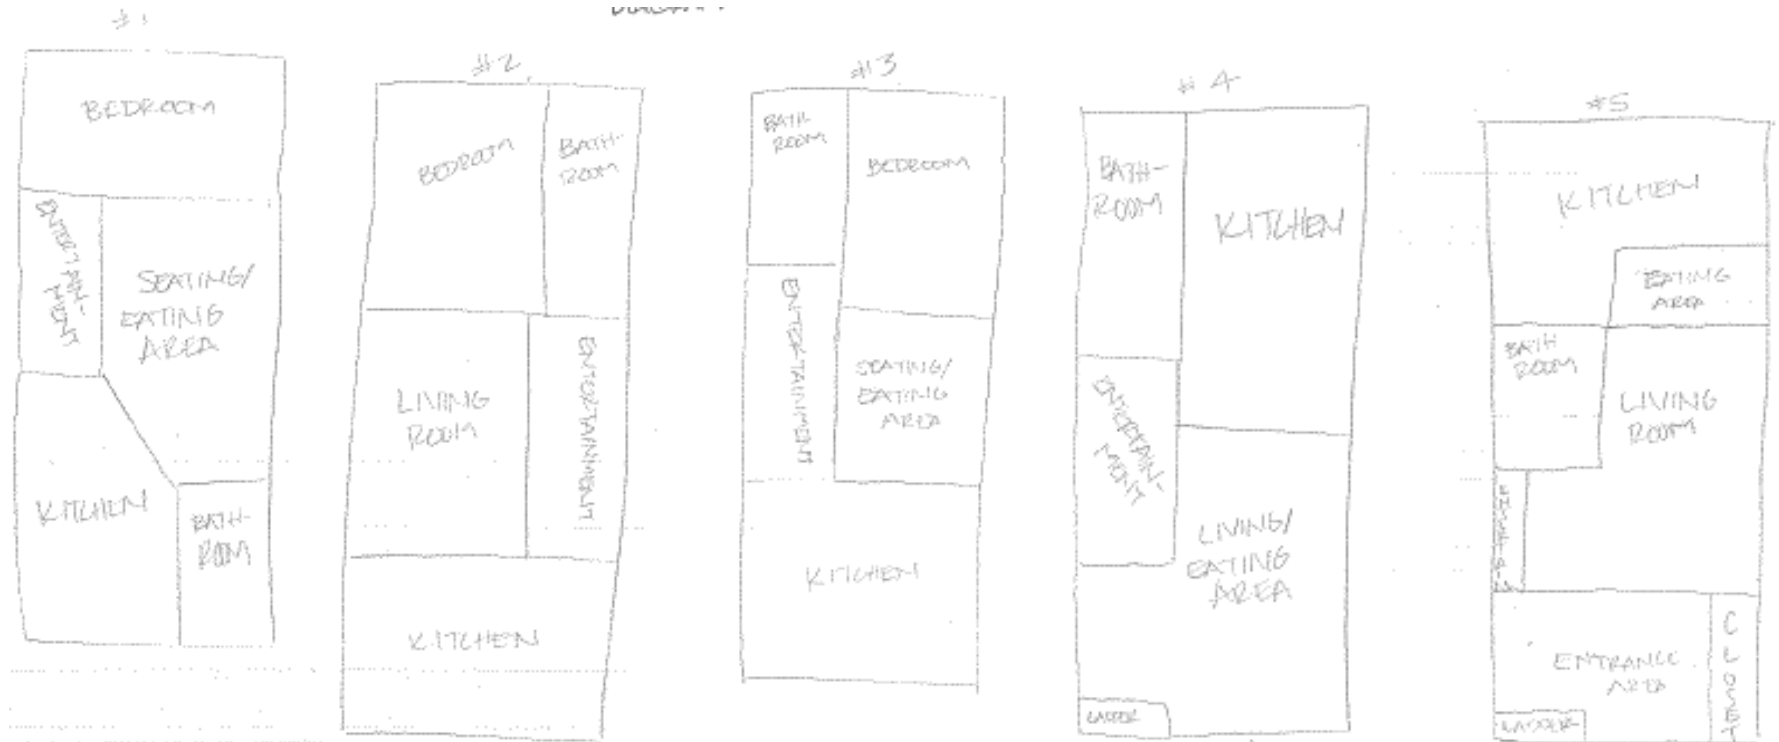 #1
BEDROOM
ENTERTAIN-
MENT
SEATING/
EATING
AREA
KITCHEN
BATH-
ROOM
#2
BEDROOM
BATH-
ROOM
LIVING
ROOM
ENTERTAINMENT
KITCHEN
#3
BATH
ROOM
BEDROOM
ENTERTAINMENT
SEATING/
EATING
AREA
KITCHEN
#4
BATH-
ROOM
KITCHEN
ENTERTAIN-
MENT
LIVING/
EATING
AREA
LADDER
#5
KITCHEN
EATING
AREA
BATH
ROOM
LIVING
ROOM
ENTRANCE
AREA
CLOSET
LADDER